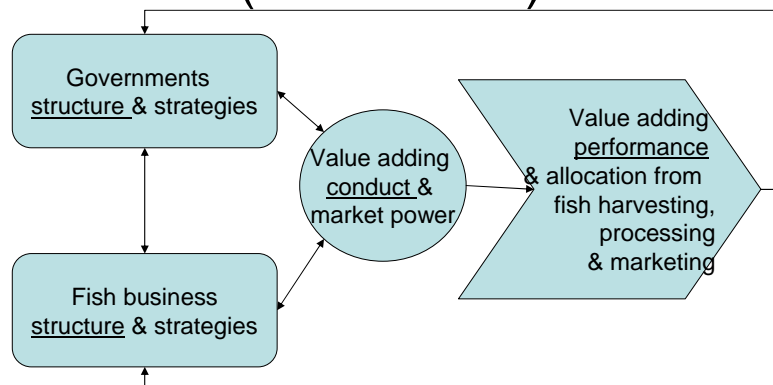 Governments
structure & strategies
Value adding
conduct &
market power
Value adding
performance
& allocation from
fish harvesting,
processing
& marketing
Fish business
structure & strategies